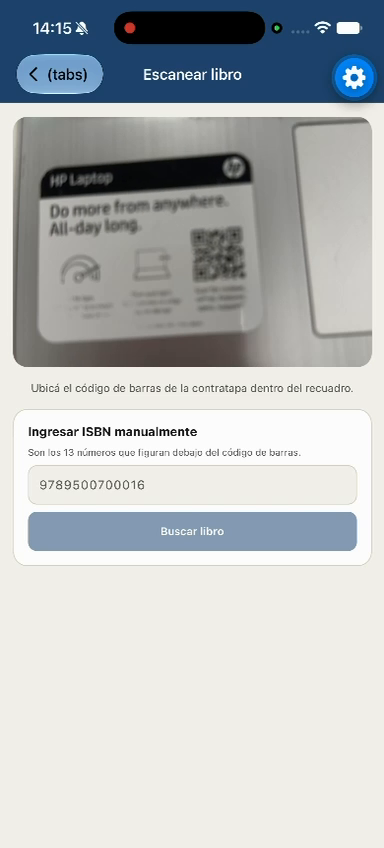 14:15
(tabs)
Escanear libro
HP Laptop
hp
Do more from anywhere.
All-day long.
Ubicá el código de barras de la contratapa dentro del recuadro.
Ingresar ISBN manualmente
Son los 13 números que figuran debajo del código de barras.
9789500700016
Buscar libro